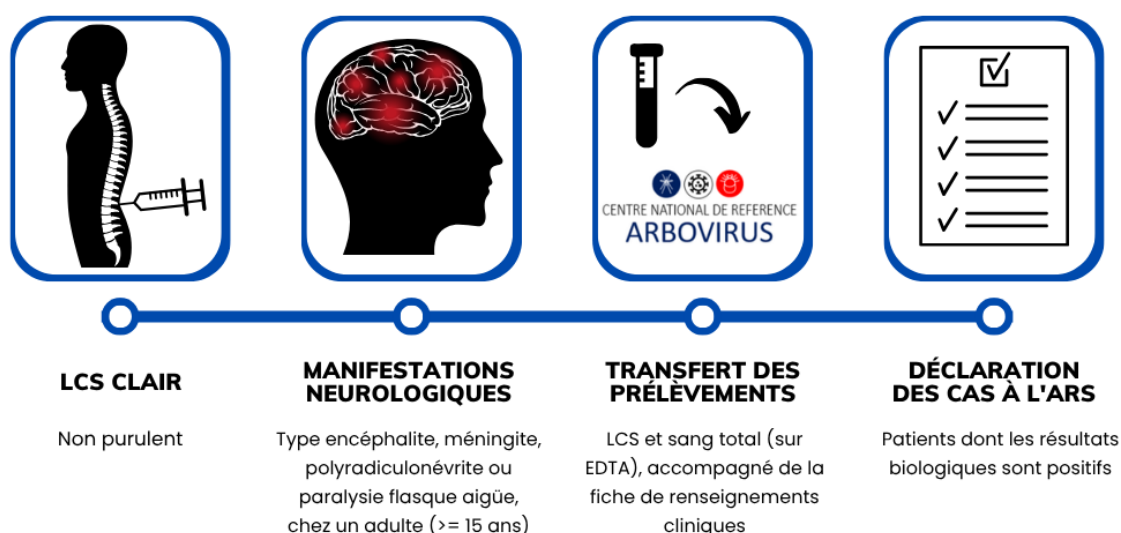 CENTRE NATIONAL DE REFERENCE
ARBOVIRUS
LCS CLAIR
Non purulent
MANIFESTATIONS
NEUROLOGIQUES
Type encéphalite, méningite,
polyradiculonévrite ou
paralysie flasque aigüe,
chez un adulte (>= 15 ans)
TRANSFERT DES
PRÉLÈVEMENTS
LCS et sang total (sur
EDTA), accompagné de la
fiche de renseignements
cliniques
DÉCLARATION
DES CAS À L'ARS
Patients dont les résultats
biologiques sont positifs